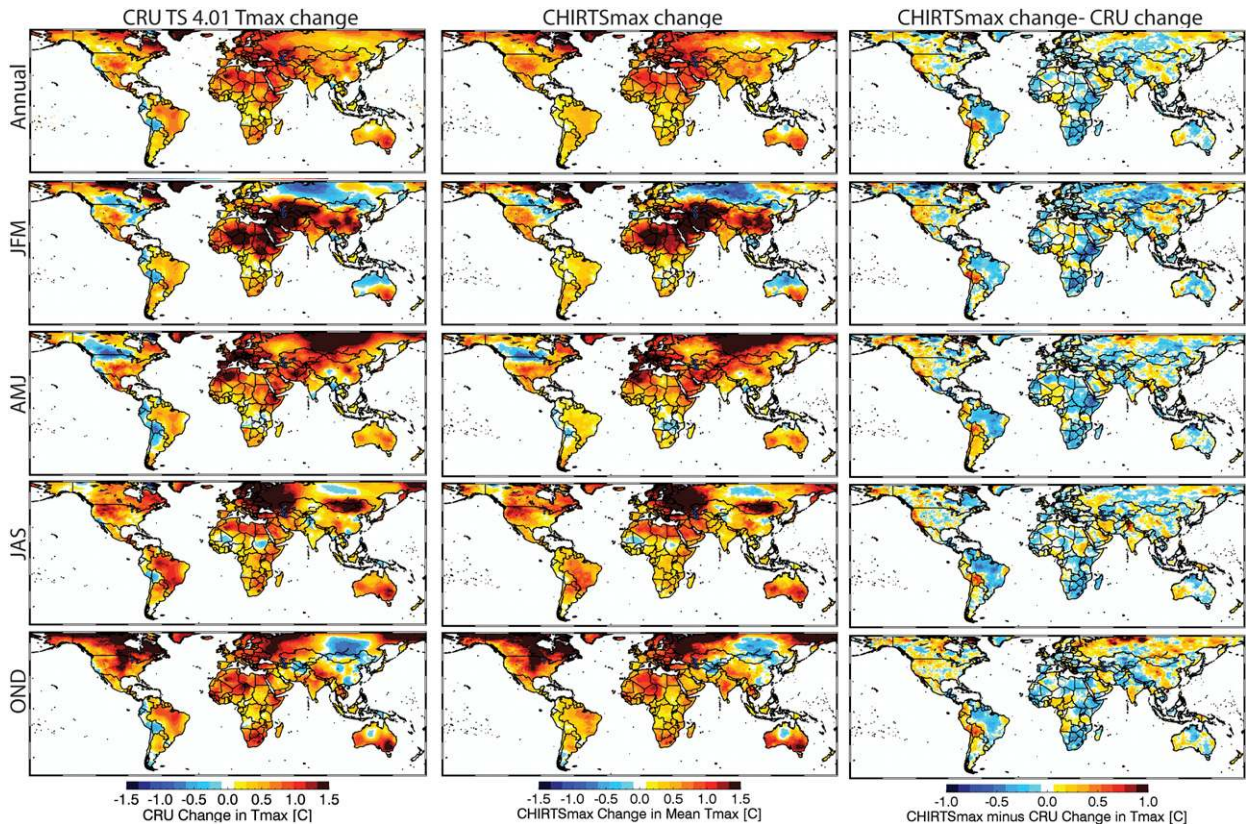 CRU TS 4.01 Tmax change CHIRTSmax change CHIRTSmax change- CRU change
Annual
JFM
AMJ
JAS
OND
-1.5 -1.0 -0.5 0.0 0.5 1.0 1.5 -1.5 -1.0 -0.5 0.0 0.5 1.0 1.5 -1.0 -0.5 0.0 0.5 1.0
CRU Change in Tmax [C] CHIRTSmax Change in Mean Tmax [C] CHIRTSmax minus CRU Change in Tmax [C]